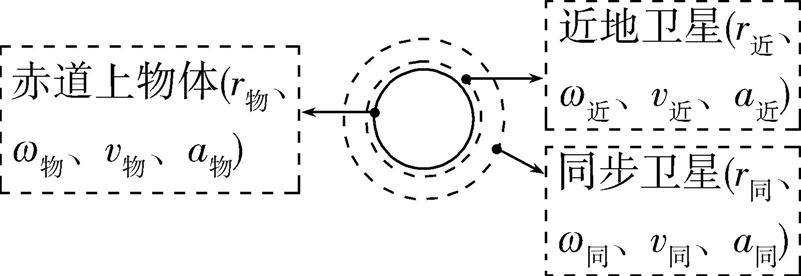 赤道上物体(r物、
ω物、v物、a物)
近地卫星(r近、
ω近、v近、a近)
同步卫星(r同、
ω同、v同、a同)